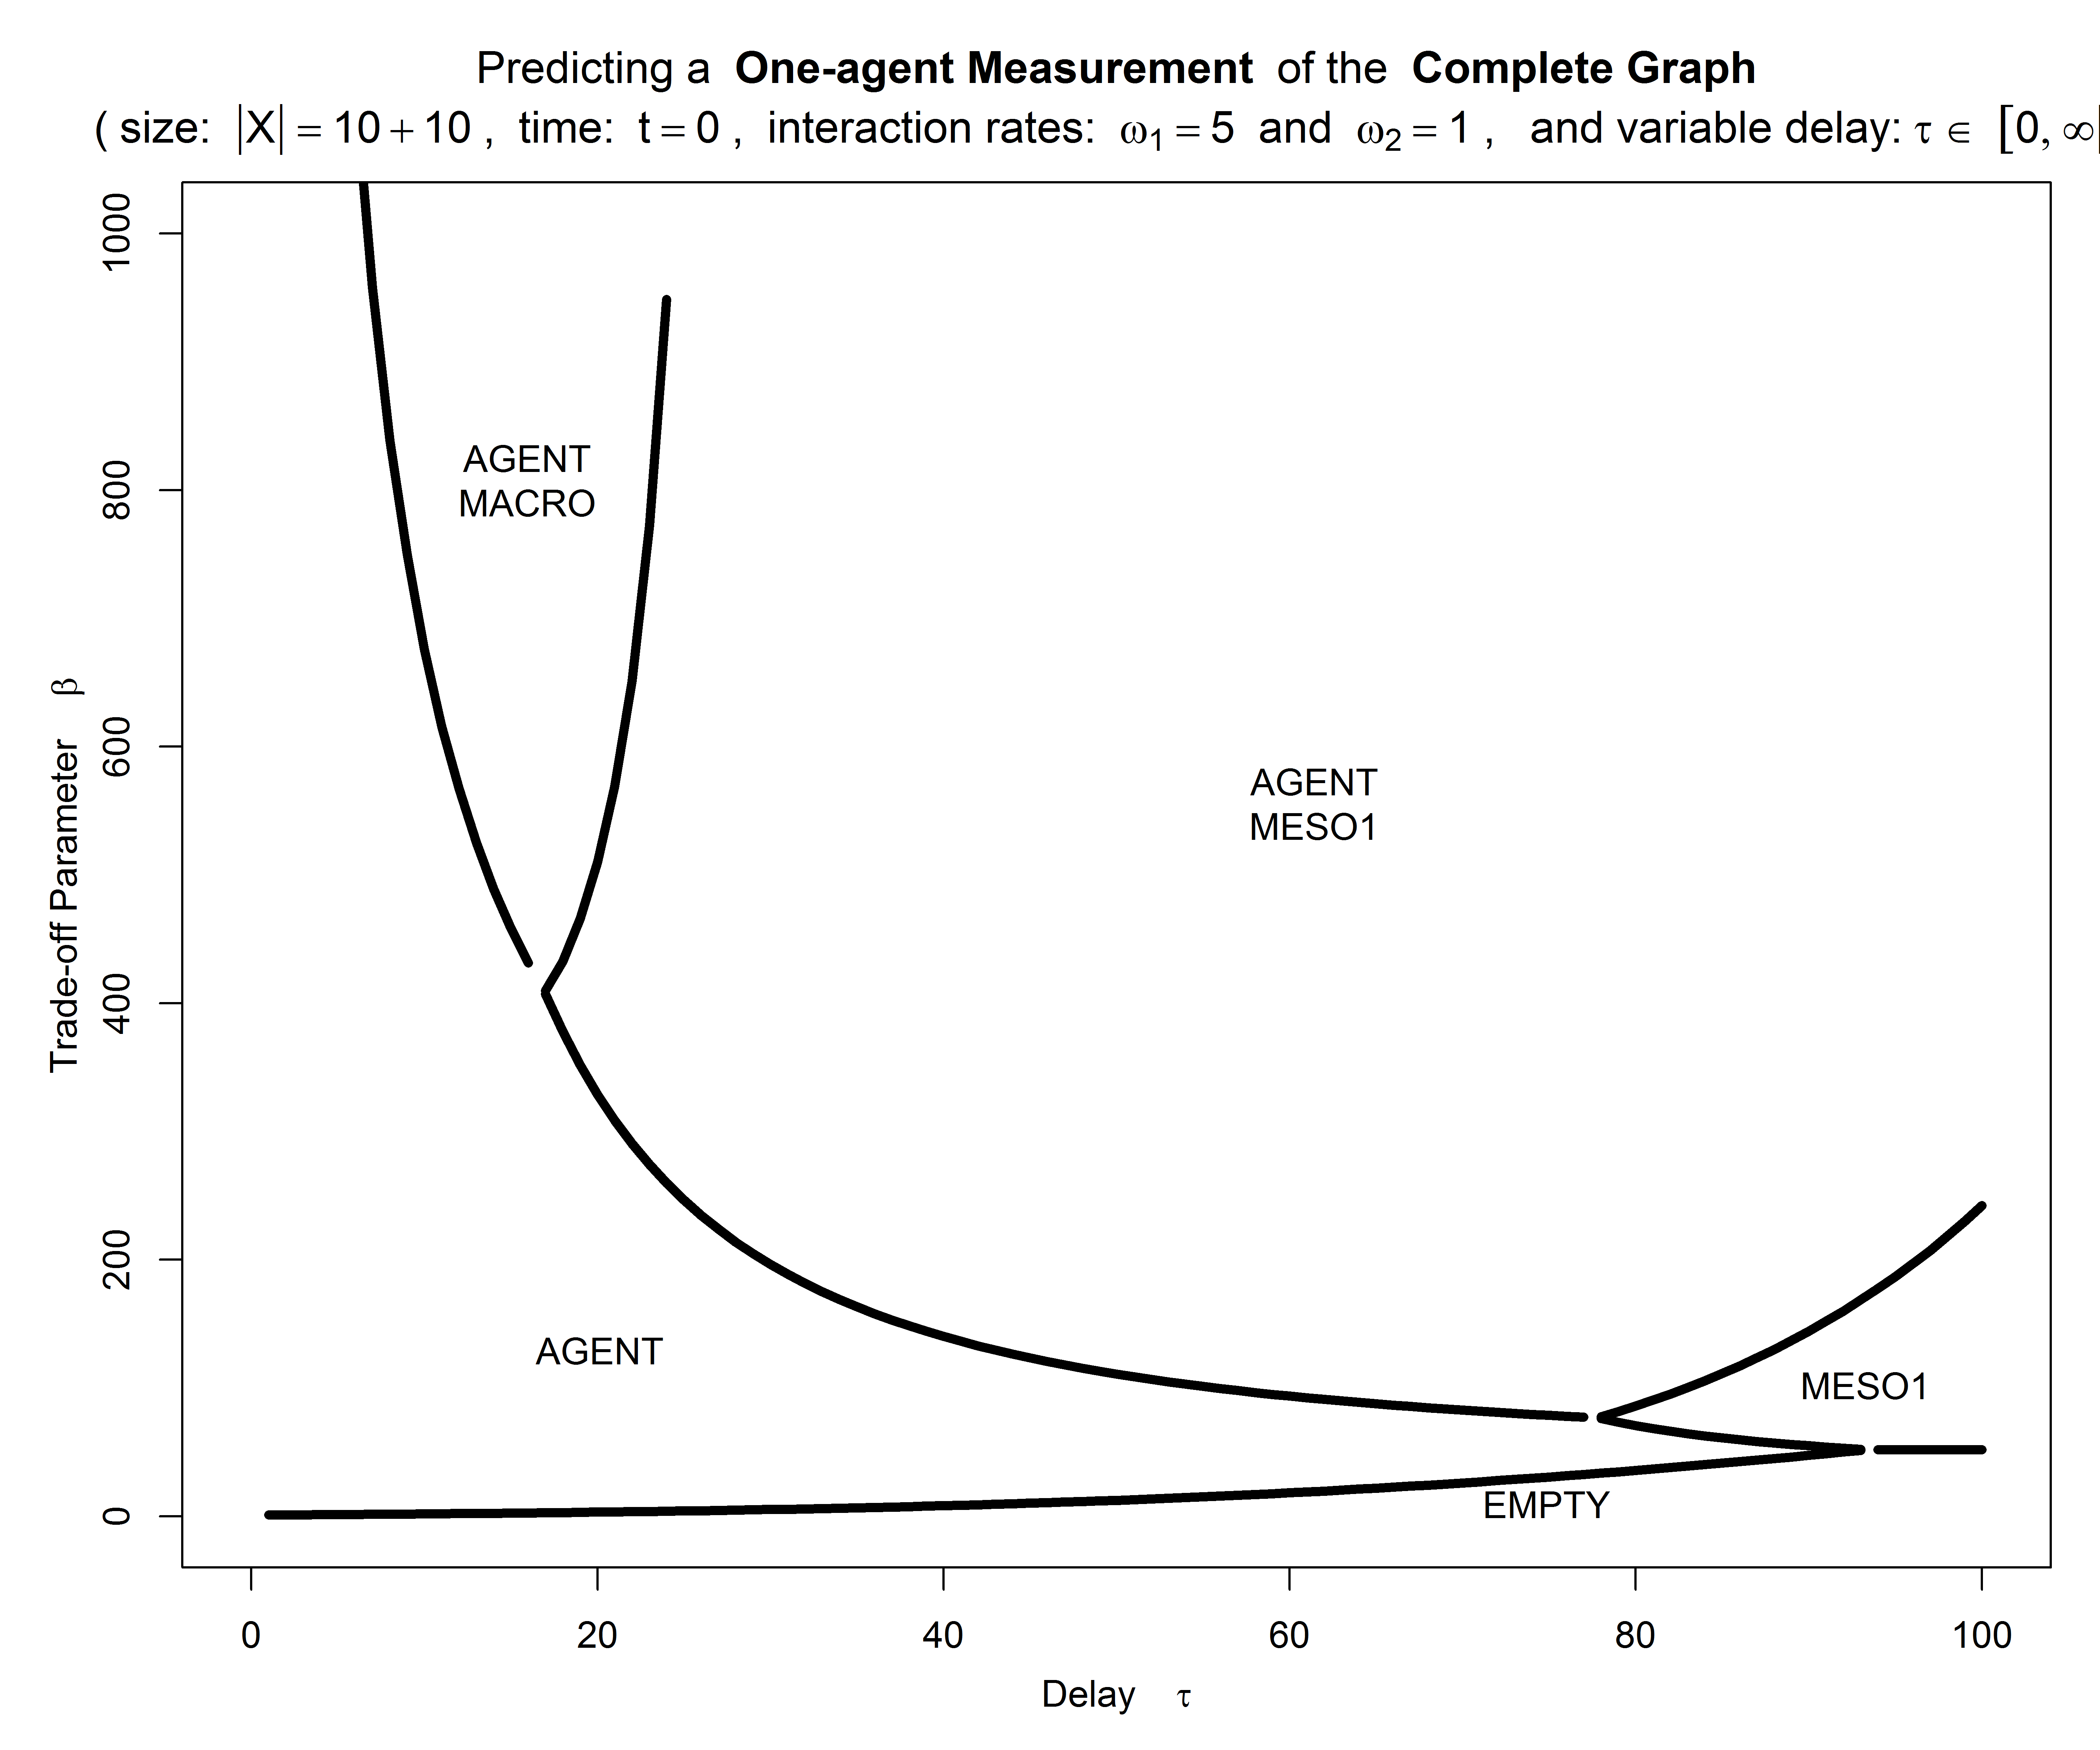 Predicting a One-agent Measurement of the Complete Graph
( size: |X| = 10 + 10 , time: t = 0 , interaction rates: ω₁ = 5 and ω₂ = 1 , and variable delay: τ ∈ [0, ∞[
1000
800
600
400
200
0
Trade-off Parameter β
AGENT
MACRO
AGENT
MESO1
AGENT
MESO1
EMPTY
0 20 40 60 80 100
Delay τ